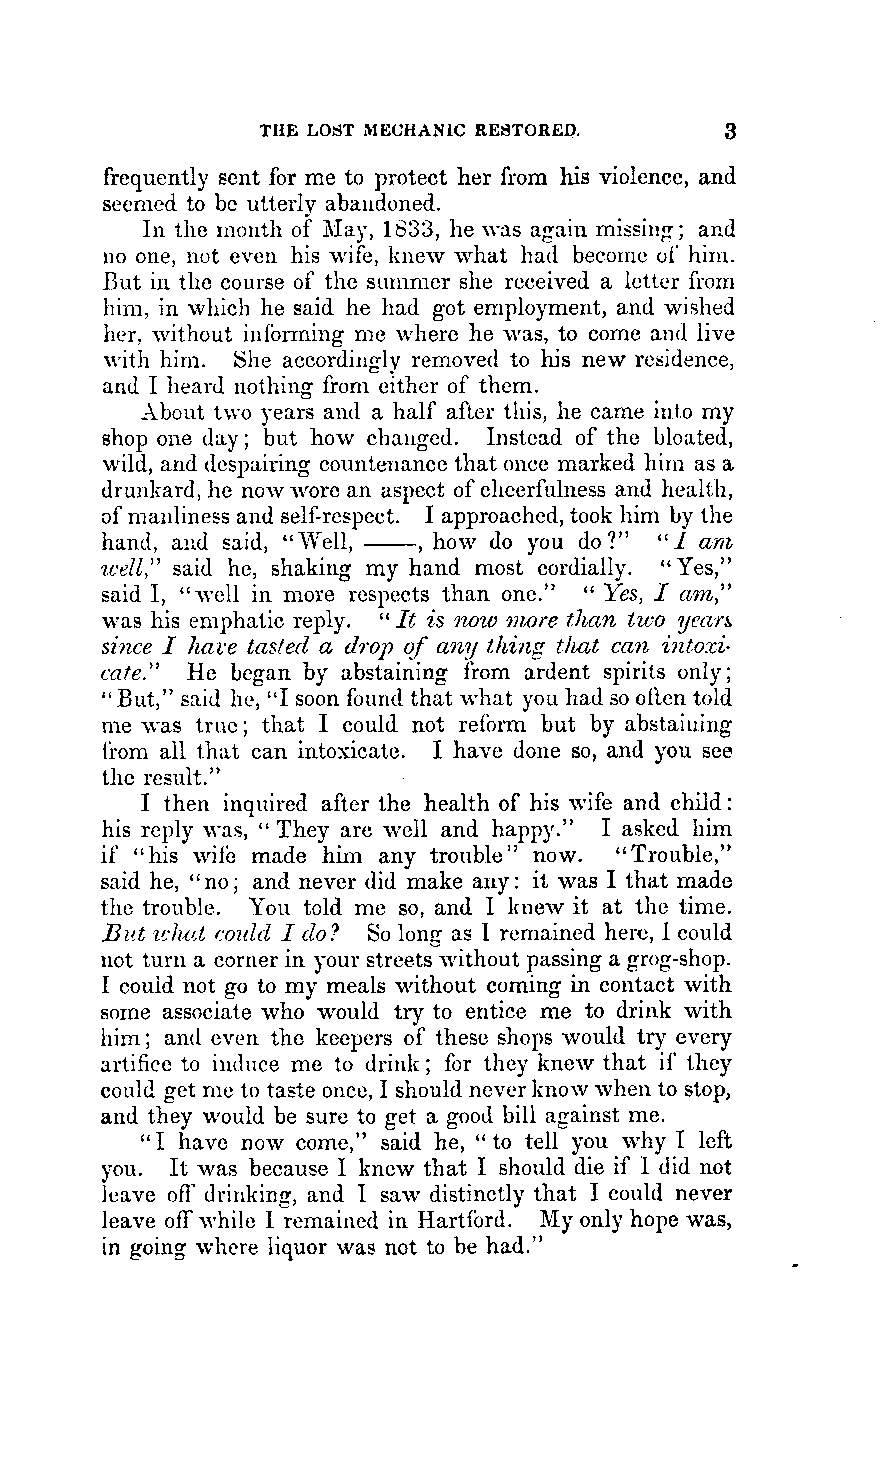 THE LOST MECHANIC RESTORED. 3
frequently sent for me to protect her from his violence, and
seemed to be utterly abandoned.
In the month of May, 1833, he was again missing; and
no one, not even his wife, knew what had become of him.
But in the course of the summer she received a letter from
him, in which he said he had got employment, and wished
her, without informing me where he was, to come and live
with him. She accordingly removed to his new residence,
and I heard nothing from either of them.
About two years and a half after this, he came into my
shop one day; but how changed. Instead of the bloated,
wild, and despairing countenance that once marked him as a
drunkard, he now wore an aspect of cheerfulness and health,
of manliness and self-respect. I approached, took him by the
hand, and said, "Well, ——, how do you do?" "I am
well," said he, shaking my hand most cordially. "Yes,"
said I, "well in more respects than one." "Yes, I am,"
was his emphatic reply. "It is now more than two years
since I have tasted a drop of any thing that can intoxi-
cate." He began by abstaining from ardent spirits only;
"But," said he, "I soon found that what you had so often told
me was true; that I could not reform but by abstaining
from all that can intoxicate. I have done so, and you see
the result."
I then inquired after the health of his wife and child:
his reply was, "They are well and happy." I asked him
if "his wife made him any trouble" now. "Trouble,"
said he, "no; and never did make any: it was I that made
the trouble. You told me so, and I knew it at the time.
But what could I do? So long as I remained here, I could
not turn a corner in your streets without passing a grog-shop.
I could not go to my meals without coming in contact with
some associate who would try to entice me to drink with
him; and even the keepers of these shops would try every
artifice to induce me to drink; for they knew that if they
could get me to taste once, I should never know when to stop,
and they would be sure to get a good bill against me.
"I have now come," said he, "to tell you why I left
you. It was because I knew that I should die if I did not
leave off drinking, and I saw distinctly that I could never
leave off while I remained in Hartford. My only hope was,
in going where liquor was not to be had."